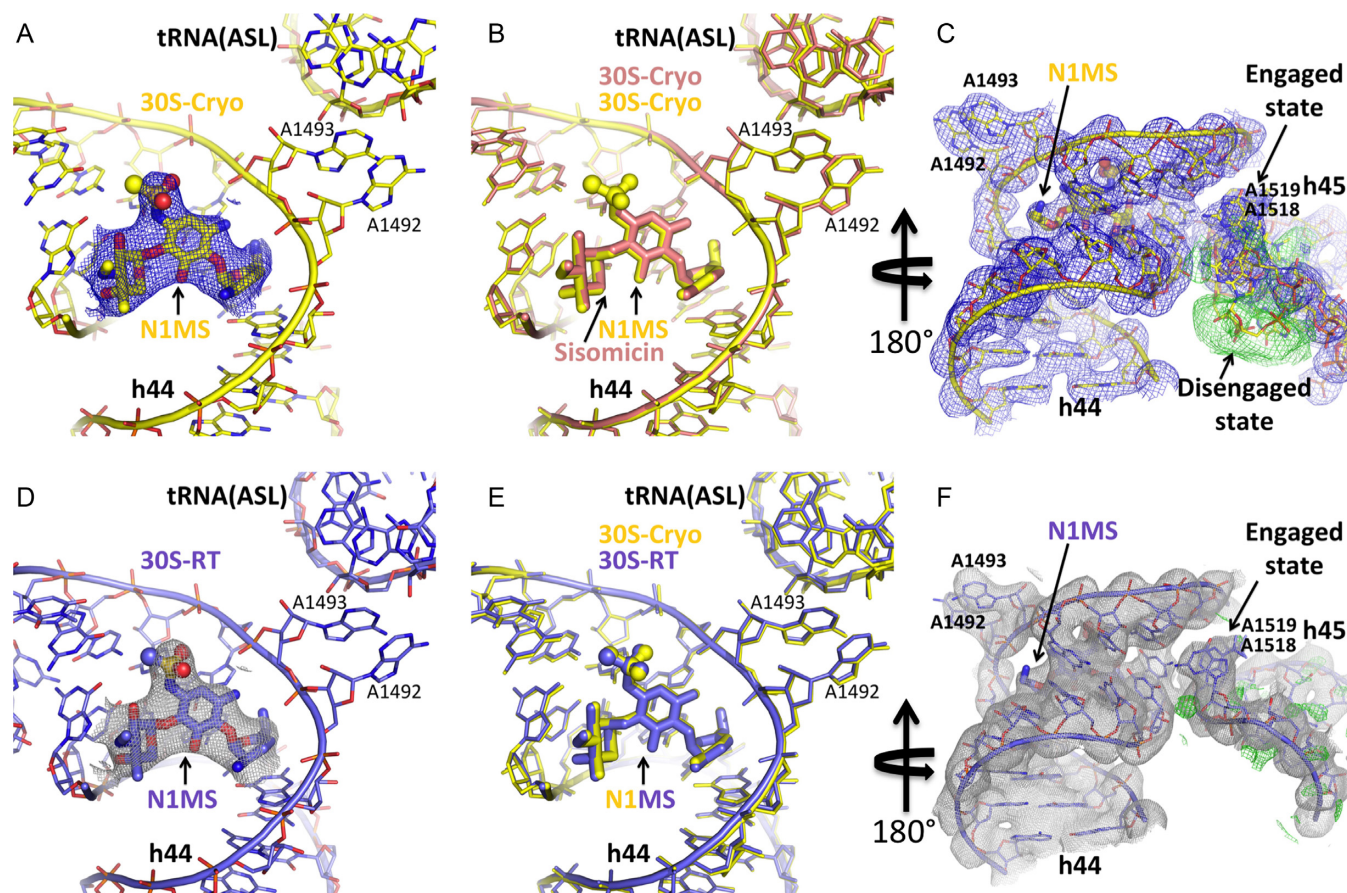 A
tRNA(ASL)
30S-Cryo
A1493
A1492
N1MS
h44
B
tRNA(ASL)
30S-Cryo
30S-Cryo
A1493
A1492
N1MS
Sisomicin
h44
C
A1493
N1MS
Engaged
state
A1492
A1519
h45
A1518
180°
Disengaged
state
h44
D
tRNA(ASL)
30S-RT
A1493
A1492
N1MS
h44
E
tRNA(ASL)
30S-Cryo
30S-RT
A1493
A1492
N1MS
h44
F
N1MS
Engaged
state
A1493
A1492
A1519
h45
A1518
180°
h44